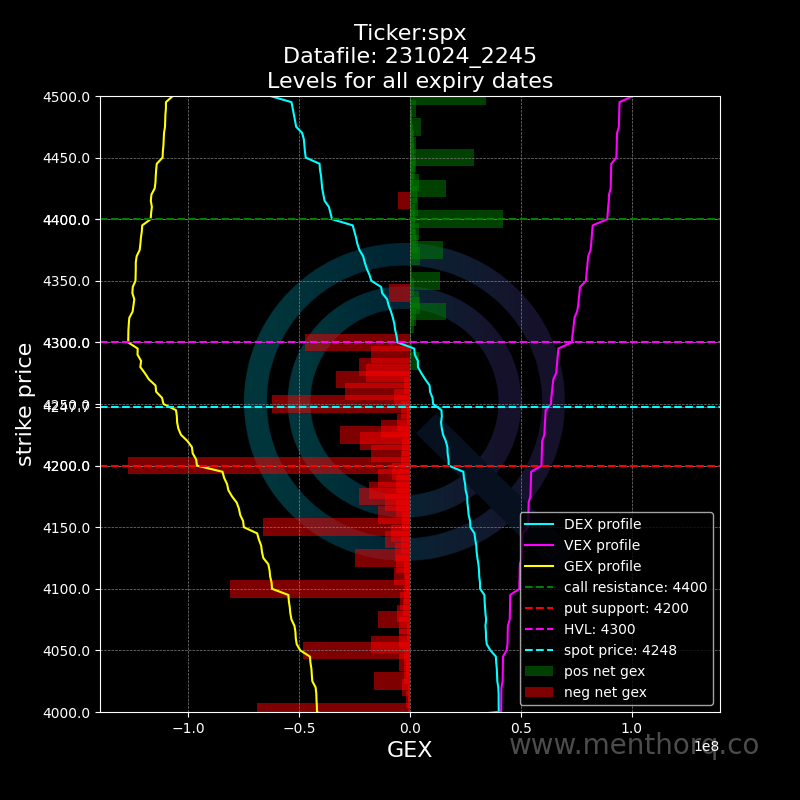 Ticker:spx
Datafile: 231024_2245
Levels for all expiry dates
4500.0
4450.0
4400.0
4350.0
4300.0
4250.0
4247.7
4200.0
4150.0
4100.0
4050.0
4000.0
strike price
DEX profile
VEX profile
GEX profile
call resistance: 4400
put support: 4200
HVL: 4300
spot price: 4248
pos net gex
neg net gex
−1.0 −0.5 0.0 0.5 1.0
1e8
GEX
www.menthorq.co